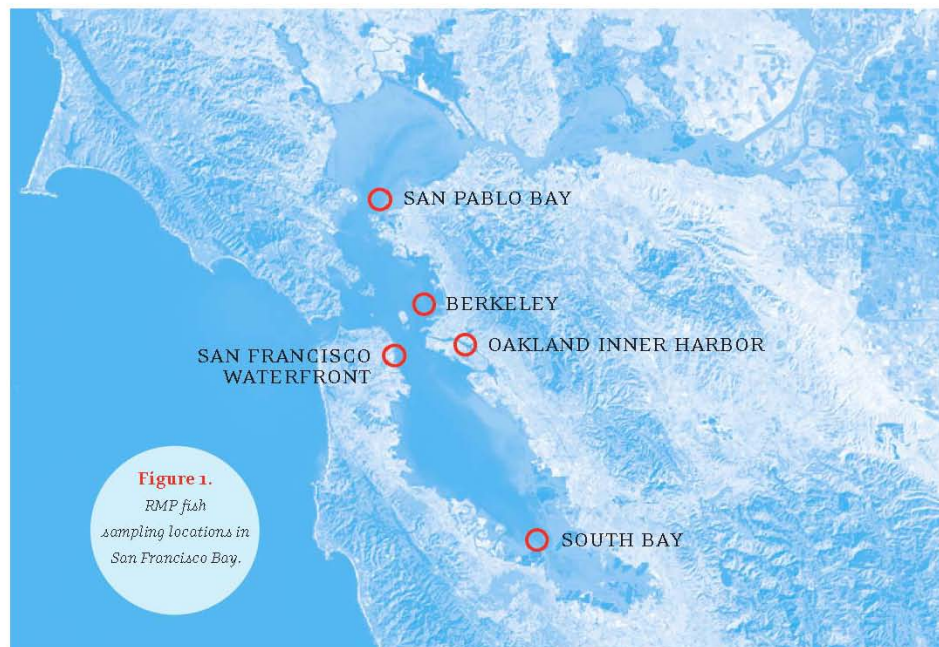 SAN PABLO BAY
BERKELEY
OAKLAND INNER HARBOR
SAN FRANCISCO
WATERFRONT
SOUTH BAY
Figure 1.
RMP fish
sampling locations in
San Francisco Bay.